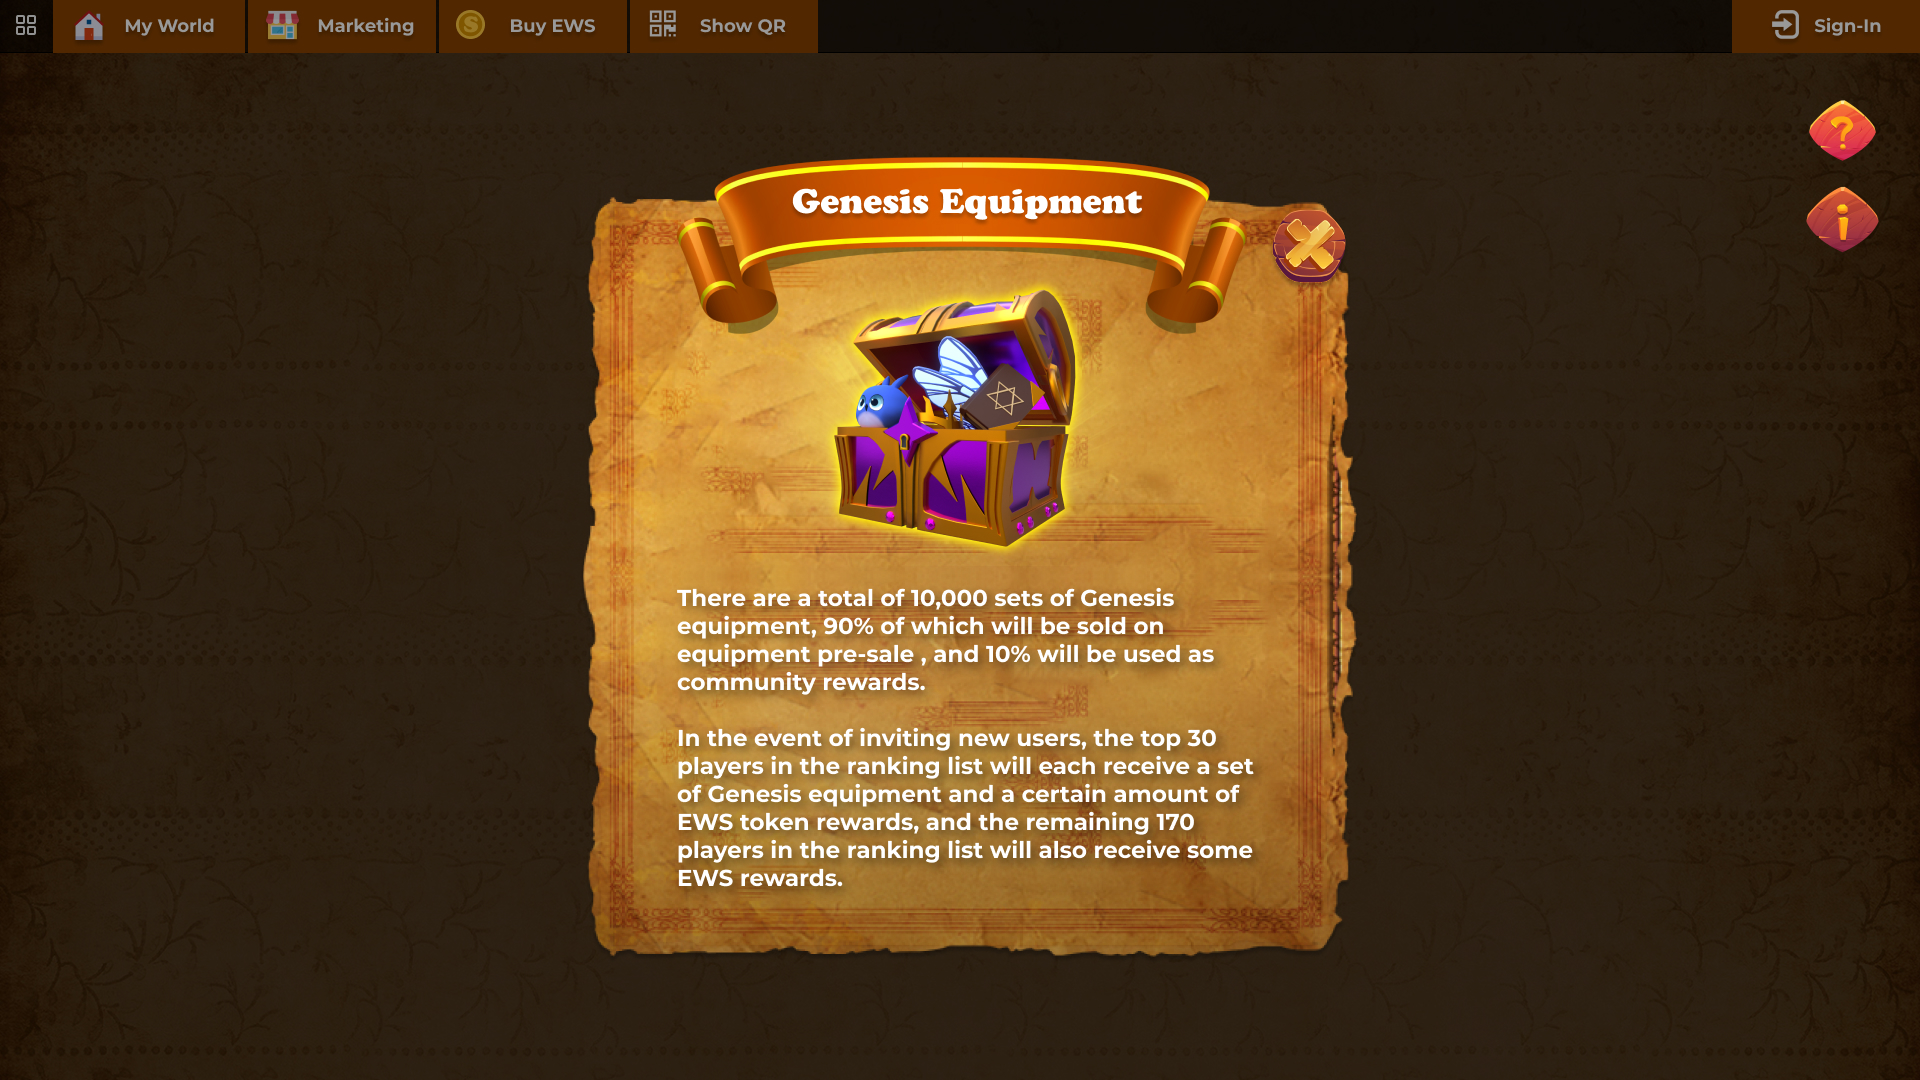 My World
Marketing
Buy EWS
Show QR
Sign-In
Genesis Equipment
There are a total of 10,000 sets of Genesis
equipment, 90% of which will be sold on
equipment pre-sale , and 10% will be used as
community rewards.
In the event of inviting new users, the top 30
players in the ranking list will each receive a set
of Genesis equipment and a certain amount of
EWS token rewards, and the remaining 170
players in the ranking list will also receive some
EWS rewards.